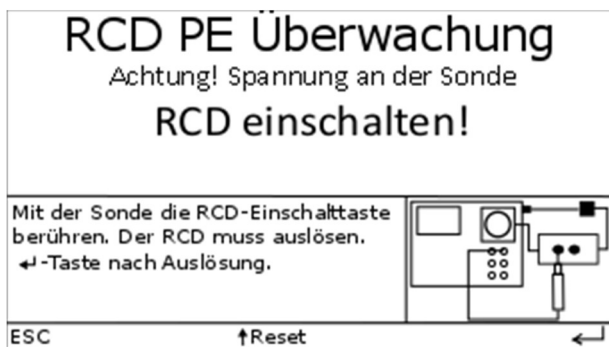 RCD PE Überwachung
Achtung! Spannung an der Sonde
RCD einschalten!
Mit der Sonde die RCD-Einschalttaste
berühren. Der RCD muss auslösen.
↵-Taste nach Auslösung.
ESC ↑Reset ↵